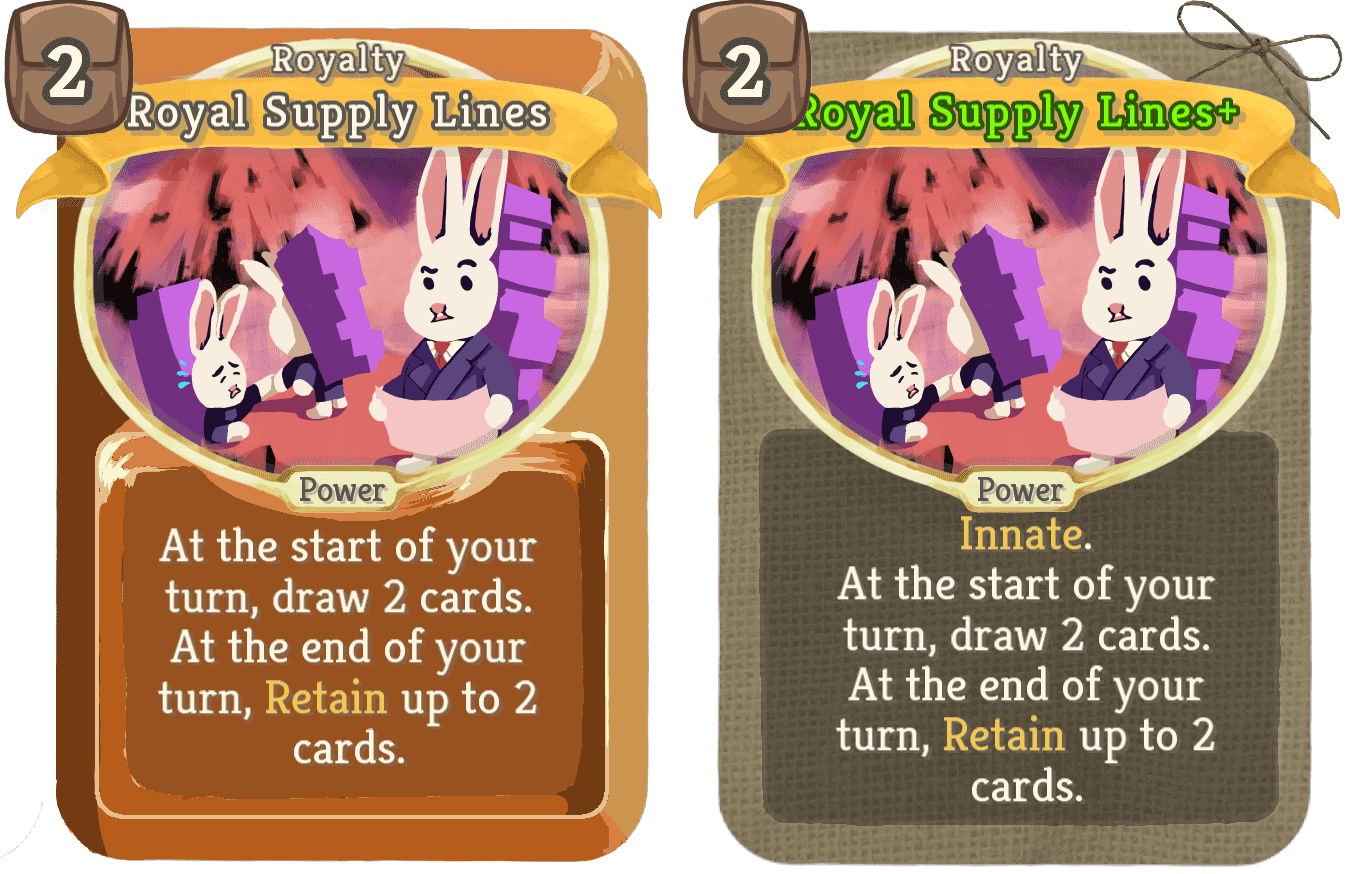 2
Royalty
Royal Supply Lines
Power
At the start of your
turn, draw 2 cards.
At the end of your
turn, Retain up to 2
cards.
2
Royalty
Royal Supply Lines+
Power
Innate.
At the start of your
turn, draw 2 cards.
At the end of your
turn, Retain up to 2
cards.